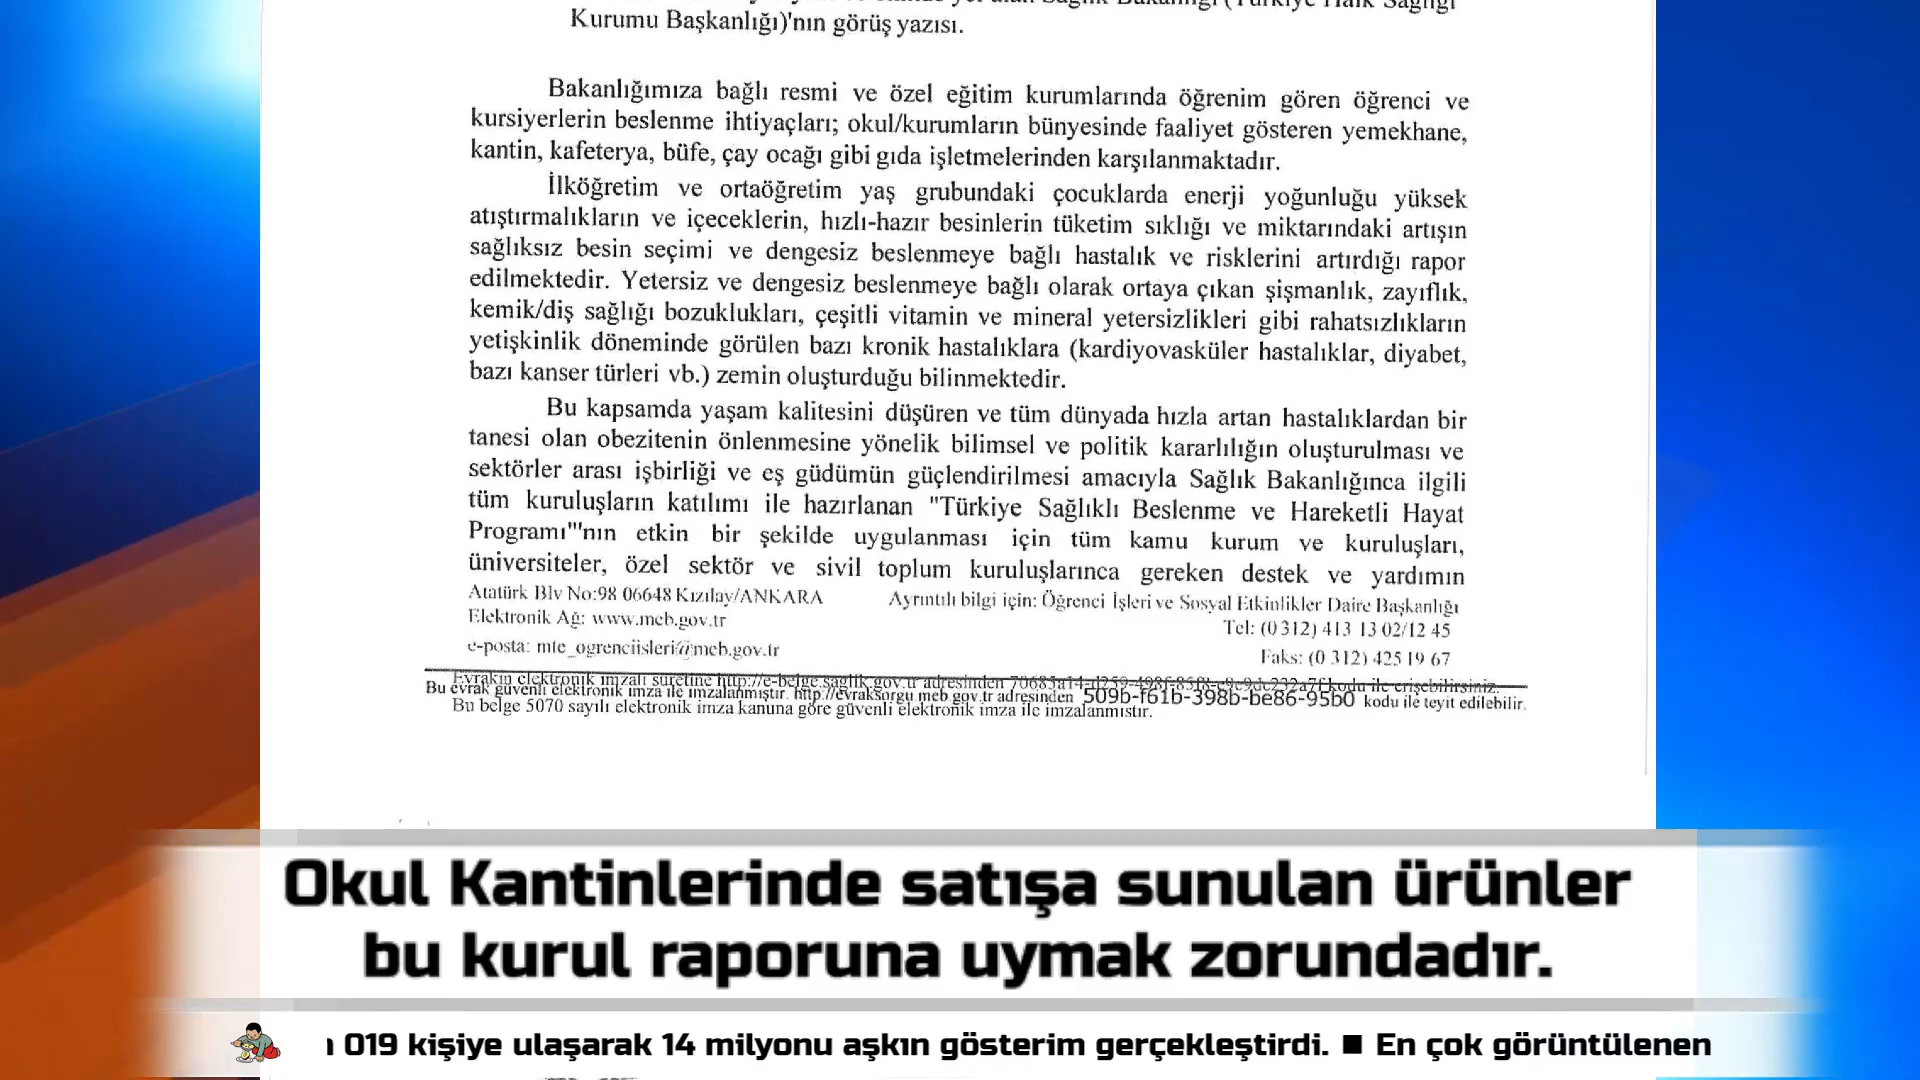 Kurumu Başkanlığı)'nın görüş yazısı.
Bakanlığımıza bağlı resmi ve özel eğitim kurumlarında öğrenim gören öğrenci ve
kursiyerlerin beslenme ihtiyaçları; okul/kurumların bünyesinde faaliyet gösteren yemekhane,
kantin, kafeterya, büfe, çay ocağı gibi gıda işletmelerinden karşılanmaktadır.
İlköğretim ve ortaöğretim yaş grubundaki çocuklarda enerji yoğunluğu yüksek
atıştırmalıkların ve içeceklerin, hızlı-hazır besinlerin tüketim sıklığı ve miktarındaki artışın
sağlıksız besin seçimi ve dengesiz beslenmeye bağlı hastalık ve risklerini artırdığı rapor
edilmektedir. Yetersiz ve dengesiz beslenmeye bağlı olarak ortaya çıkan şişmanlık, zayıflık,
kemik/diş sağlığı bozuklukları, çeşitli vitamin ve mineral yetersizlikleri gibi rahatsızlıkların
yetişkinlik döneminde görülen bazı kronik hastalıklara (kardiyovasküler hastalıklar, diyabet,
bazı kanser türleri vb.) zemin oluşturduğu bilinmektedir.
Bu kapsamda yaşam kalitesini düşüren ve tüm dünyada hızla artan hastalıklardan bir
tanesi olan obezitenin önlenmesine yönelik bilimsel ve politik kararlılığın oluşturulması ve
sektörler arası işbirliği ve eş güdümün güçlendirilmesi amacıyla Sağlık Bakanlığınca ilgili
tüm kuruluşların katılımı ile hazırlanan "Türkiye Sağlıklı Beslenme ve Hareketli Hayat
Programı"'nın etkin bir şekilde uygulanması için tüm kamu kurum ve kuruluşları,
üniversiteler, özel sektör ve sivil toplum kuruluşlarınca gereken destek ve yardımın
Atatürk Blv No:98 06648 Kızılay/ANKARA Ayrıntılı bilgi için: Öğrenci İşleri ve Sosyal Etkinlikler Daire Başkanlığı
Elektronik Ağ: www.meb.gov.tr Tel: (0 312) 413 13 02/12 45
e-posta: mte_ogrenciisleri@meb.gov.tr Faks: (0 312) 425 19 67
Evrakın elektronik imzalı suretine http://e-belge.saglik.gov.tr adresinden kodu ile erişebilirsiniz.
Bu evrak güvenli elektronik imza ile imzalanmıştır. http://evraksorgu.meb.gov.tr adresinden 509b-f61b-398b-be86-95b0 kodu ile teyit edilebilir.
Bu belge 5070 sayılı elektronik imza kanuna göre güvenli elektronik imza ile imzalanmıştır.
Okul Kantinlerinde satışa sunulan ürünler
bu kurul raporuna uymak zorundadır.
019 kişiye ulaşarak 14 milyonu aşkın gösterim gerçekleştirdi. ■ En çok görüntülenen